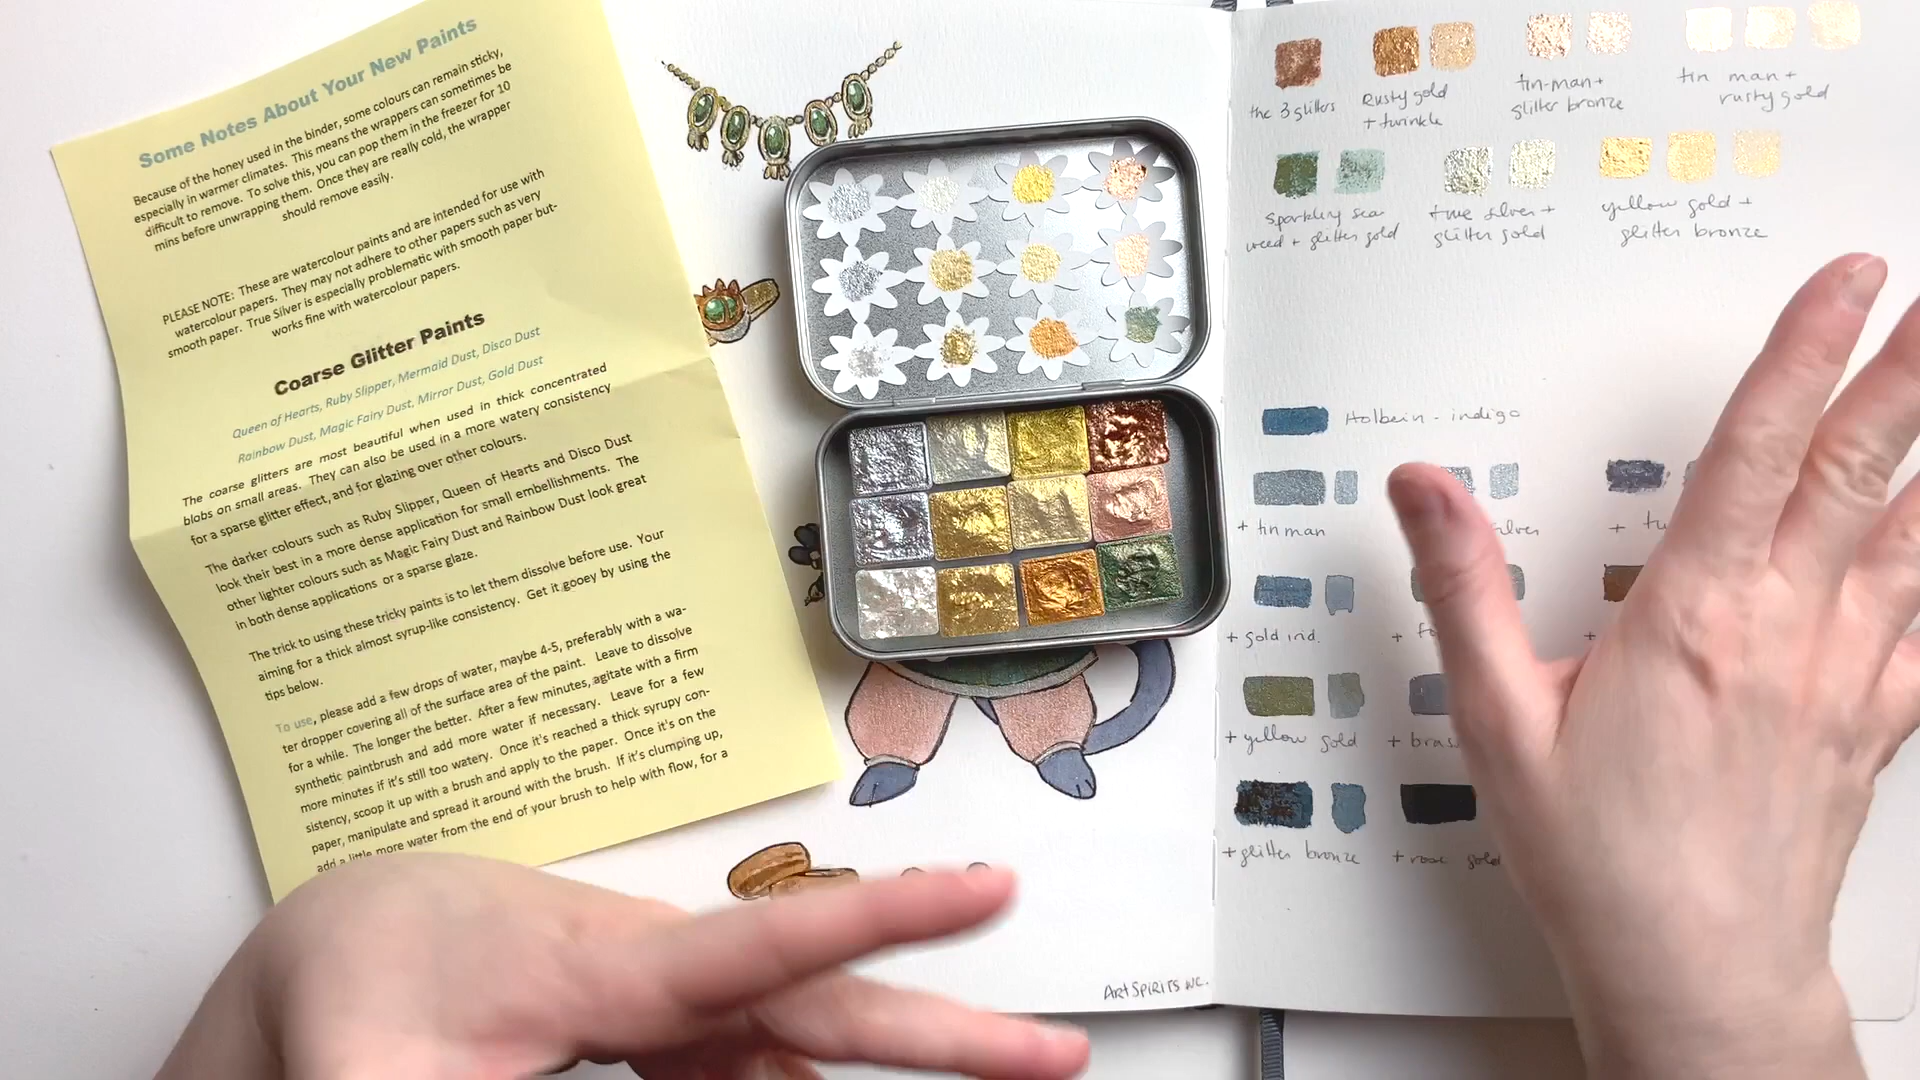 Some Notes About Your New Paints
Because of the honey used in the binder, some colours can remain sticky,
especially in warmer climates. This means the wrappers can sometimes be
difficult to remove. To solve this, you can pop them in the freezer for 10
mins before unwrapping them. Once they are really cold, the wrapper
should remove easily.
PLEASE NOTE: These are watercolour paints and are intended for use with
watercolour papers. They may not adhere to other papers such as very
smooth paper. True Silver is especially problematic with smooth paper but-
works fine with watercolour papers.
Coarse Glitter Paints
Queen of Hearts, Ruby Slipper, Mermaid Dust, Disco Dust
Rainbow Dust, Magic Fairy Dust, Mirror Dust, Gold Dust
The coarse glitters are most beautiful when used in thick concentrated
blobs on small areas. They can also be used in a more watery consistency
for a sparse glitter effect, and for glazing over other colours.
The darker colours such as Ruby Slipper, Queen of Hearts and Disco Dust
look their best in a more dense application for small embellishments. The
other lighter colours such as Magic Fairy Dust and Rainbow Dust look great
in both dense applications or a sparse glaze.
The trick to using these tricky paints is to let them dissolve before use. Your
aiming for a thick almost syrup-like consistency. Get it gooey by using the
tips below.
To use, please add a few drops of water, maybe 4-5, preferably with a wa-
ter dropper covering all of the surface area of the paint. Leave to dissolve
for a while. The longer the better. After a few minutes, agitate with a firm
synthetic paintbrush and add more water if necessary. Leave for a few
more minutes if it's still too watery. Once it's reached a thick syrupy con-
sistency, scoop it up with a brush and apply to the paper. Once it's on the
paper, manipulate and spread it around with the brush. If it's clumping up,
add a little more water from the end of your brush to help with flow, for a
the 3 glitters
Rusty gold
+ twinkle
tin-man +
glitter bronze
tin man +
rusty gold
sparkling sea
weed + glitter gold
true silver +
glitter gold
yellow gold +
glitter bronze
Holbein - indigo
+ tin man
silver
+ tw
+ gold irid.
+ fo
+
+ yellow gold
+ brass
+ glitter bronze
+ rose gold
ArtSpirits WC.